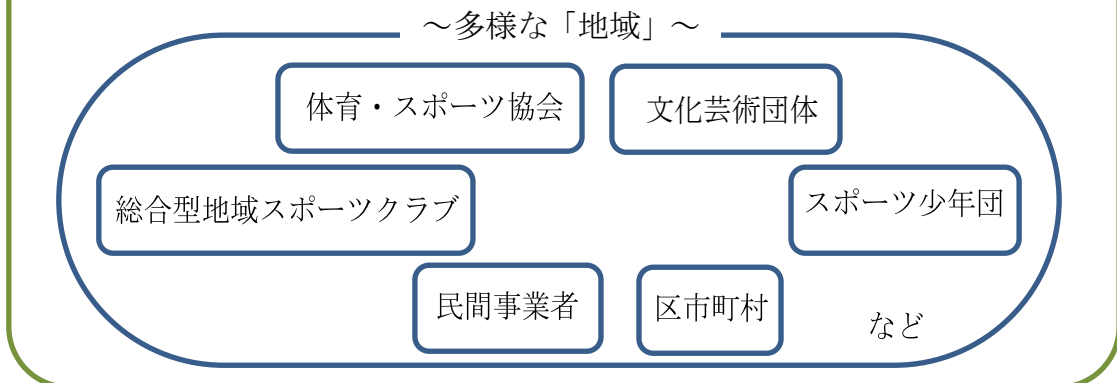 ～多様な「地域」～
体育・スポーツ協会
文化芸術団体
総合型地域スポーツクラブ
スポーツ少年団
民間事業者
区市町村
など